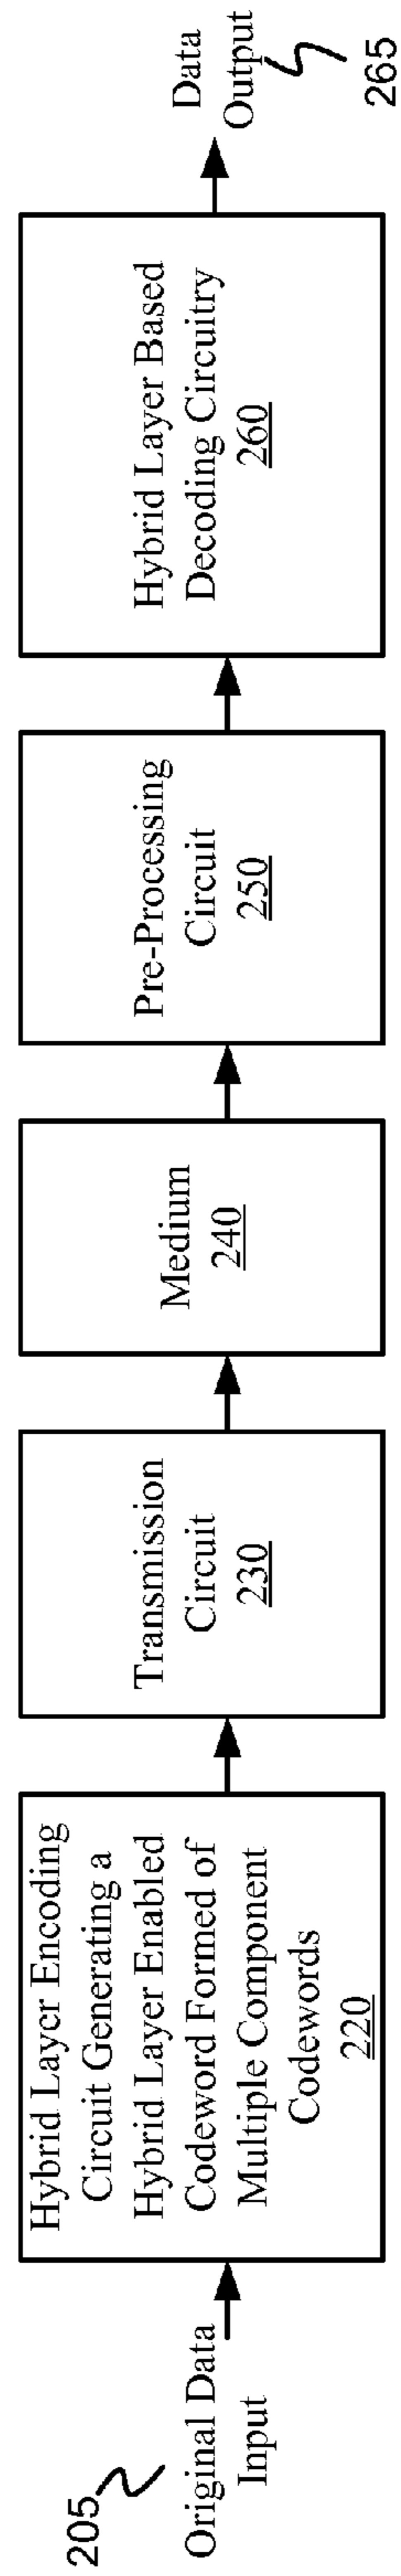 205
Original Data
Input
Hybrid Layer Encoding
Circuit Generating a
Hybrid Layer Enabled
Codeword Formed of
Multiple Component
Codewords
220
Transmission
Circuit
230
Medium
240
Pre-Processing
Circuit
250
Hybrid Layer Based
Decoding Circuitry
260
Data
Output
265